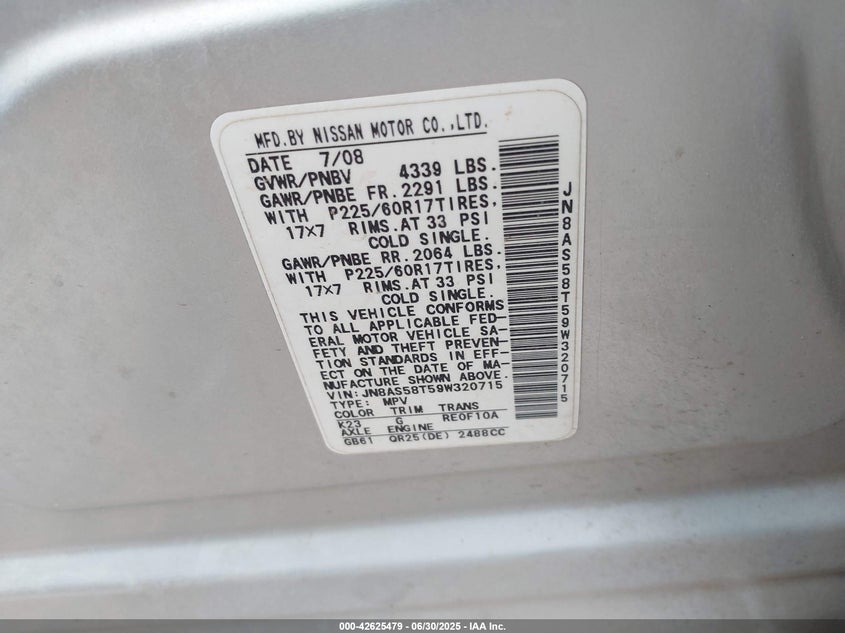 MFD.BY NISSAN MOTOR CO.,LTD.
DATE 7/08
GVWR/PNBV 4339 LBS.
GAWR/PNBE FR. 2291 LBS.
WITH P225/60R17TIRES,
17×7 RIMS.AT 33 PSI
COLD SINGLE.
GAWR/PNBE RR. 2064 LBS.
WITH P225/60R17TIRES,
17×7 RIMS.AT 33 PSI
COLD SINGLE.
THIS VEHICLE CONFORMS
TO ALL APPLICABLE FED-
ERAL MOTOR VEHICLE SA-
FETY AND THEFT PREVEN-
TION STANDARDS IN EFF-
ECT ON THE DATE OF MA-
NUFACTURE SHOWN ABOVE.
VIN: JN8AS58T59W320715
TYPE: MPV
COLOR TRIM TRANS
K23 G RE0F10A
AXLE ENGINE
GB61 QR25(DE) 2488CC
JN8AS58T59W320715
000-42625479 — 06/30/2025 — IAA Inc.